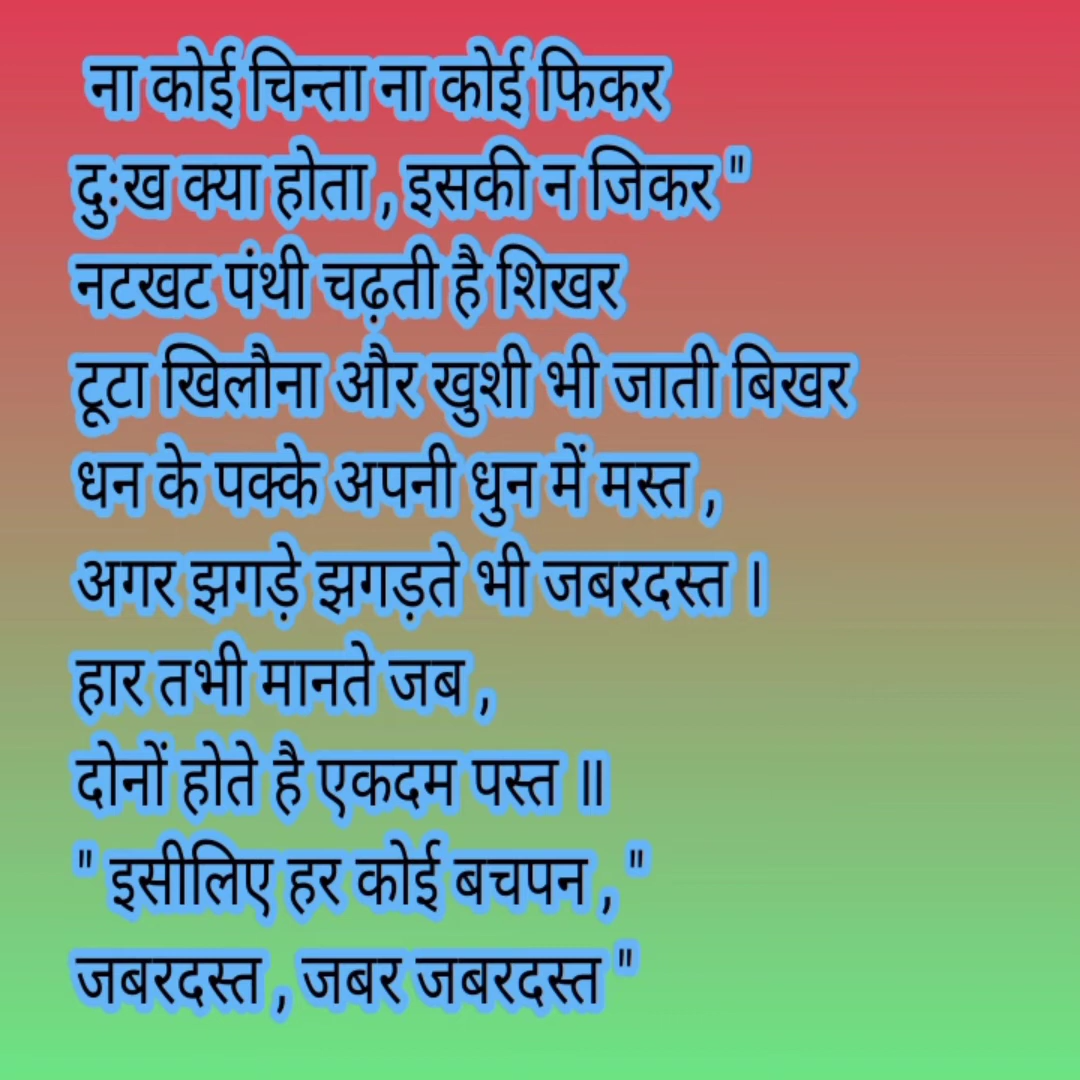 ना कोई चिन्ता ना कोई फिकर
दुःख क्या होता , इसकी न जिकर "
नटखट पंथी चढ़ती है शिखर
टूटा खिलौना और खुशी भी जाती बिखर
धन के पक्के अपनी धुन में मस्त ,
अगर झगड़े झगड़ते भी जबरदस्त ।
हार तभी मानते जब ,
दोनों होते है एकदम पस्त ॥
" इसीलिए हर कोई बचपन , "
जबरदस्त , जबर जबरदस्त "